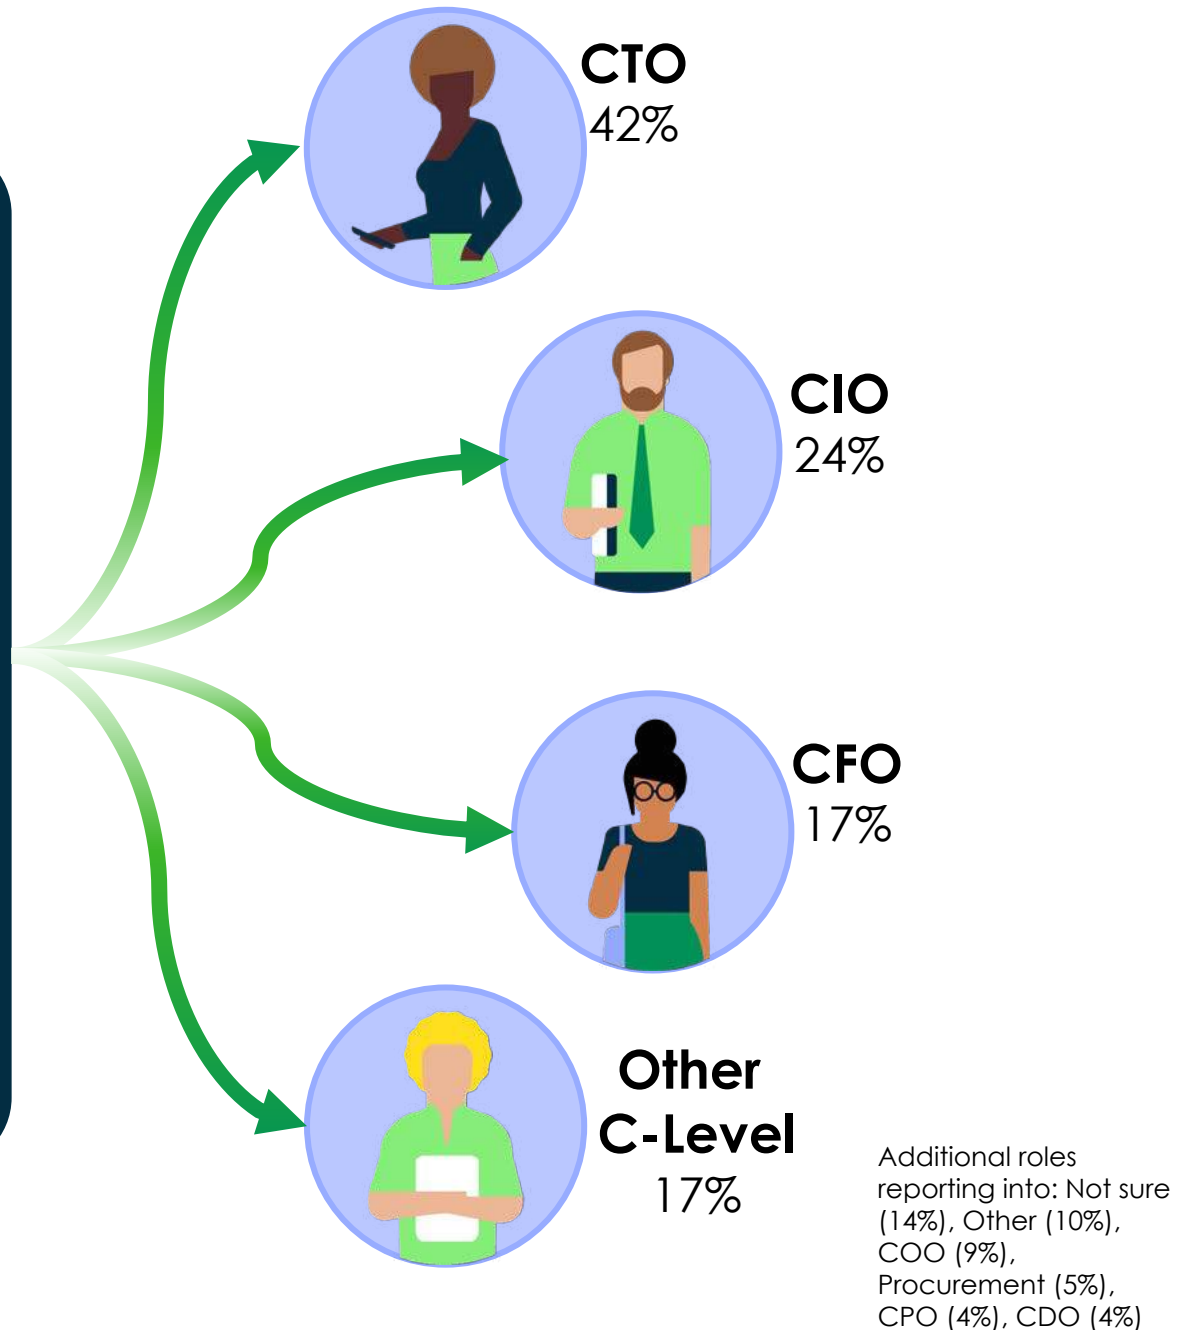 CTO
42%
CIO
24%
CFO
17%
Other
C-Level
17%
Additional roles
reporting into: Not sure
(14%), Other (10%),
COO (9%),
Procurement (5%),
CPO (4%), CDO (4%)